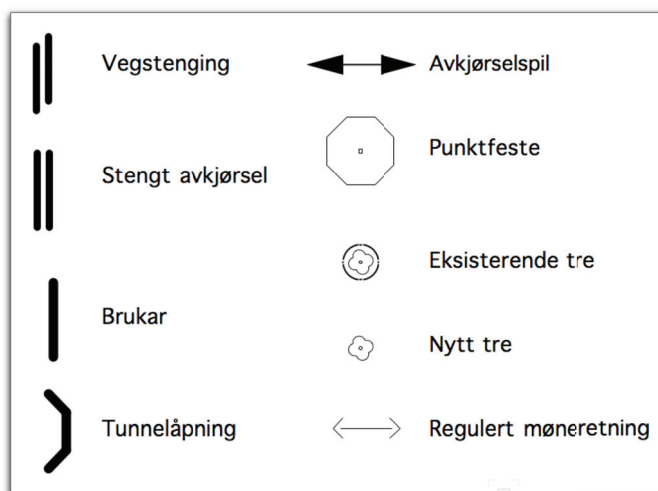 Vegstenging
Avkjørselspil
Punktfeste
Stengt avkjørsel
Eksisterende tre
Brukar
Nytt tre
Tunnelåpning
Regulert møneretning